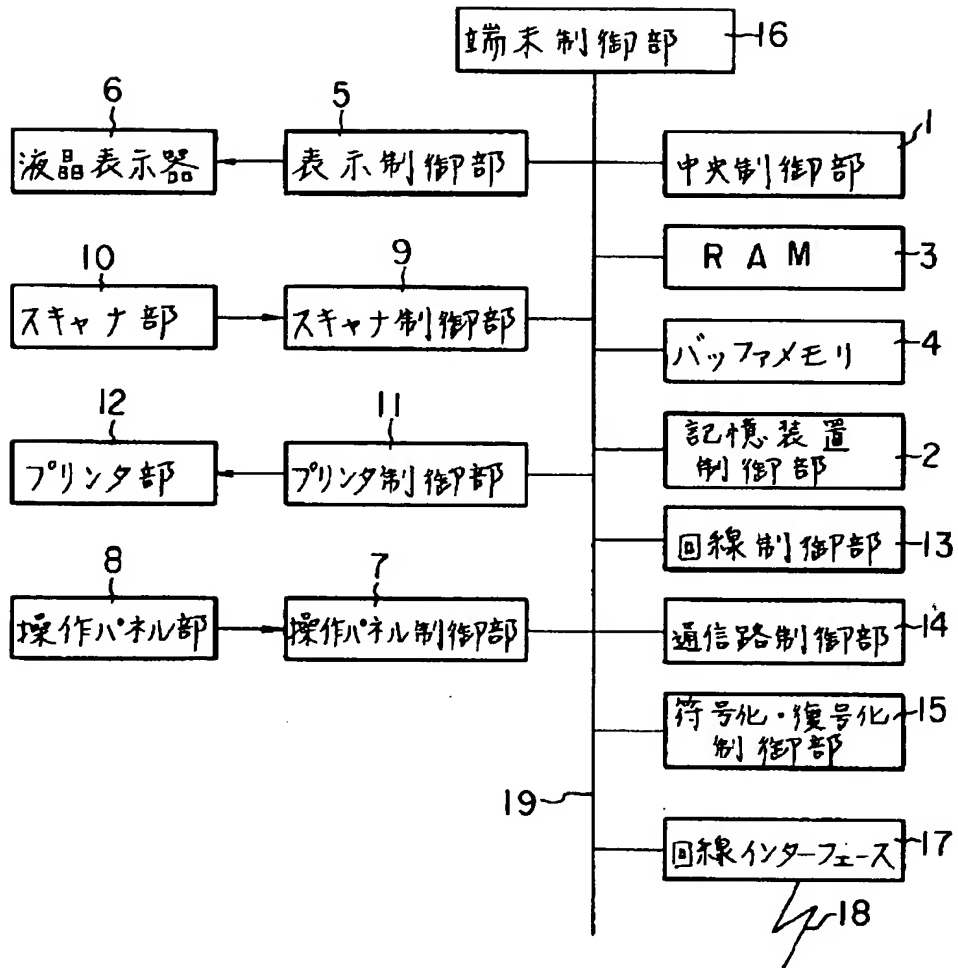 端末制御部
16
6
5
1
液晶表示器
表示制御部
中央制御部
RAM
3
10
9
スキャナ部
スキャナ制御部
バッファメモリ
4
12
11
プリンタ部
プリンタ制御部
記憶装置
制御部
2
回線制御部
13
8
7
操作パネル部
操作パネル制御部
通信路制御部
14
符号化・復号化
制御部
15
19
回線インターフェース
17
18